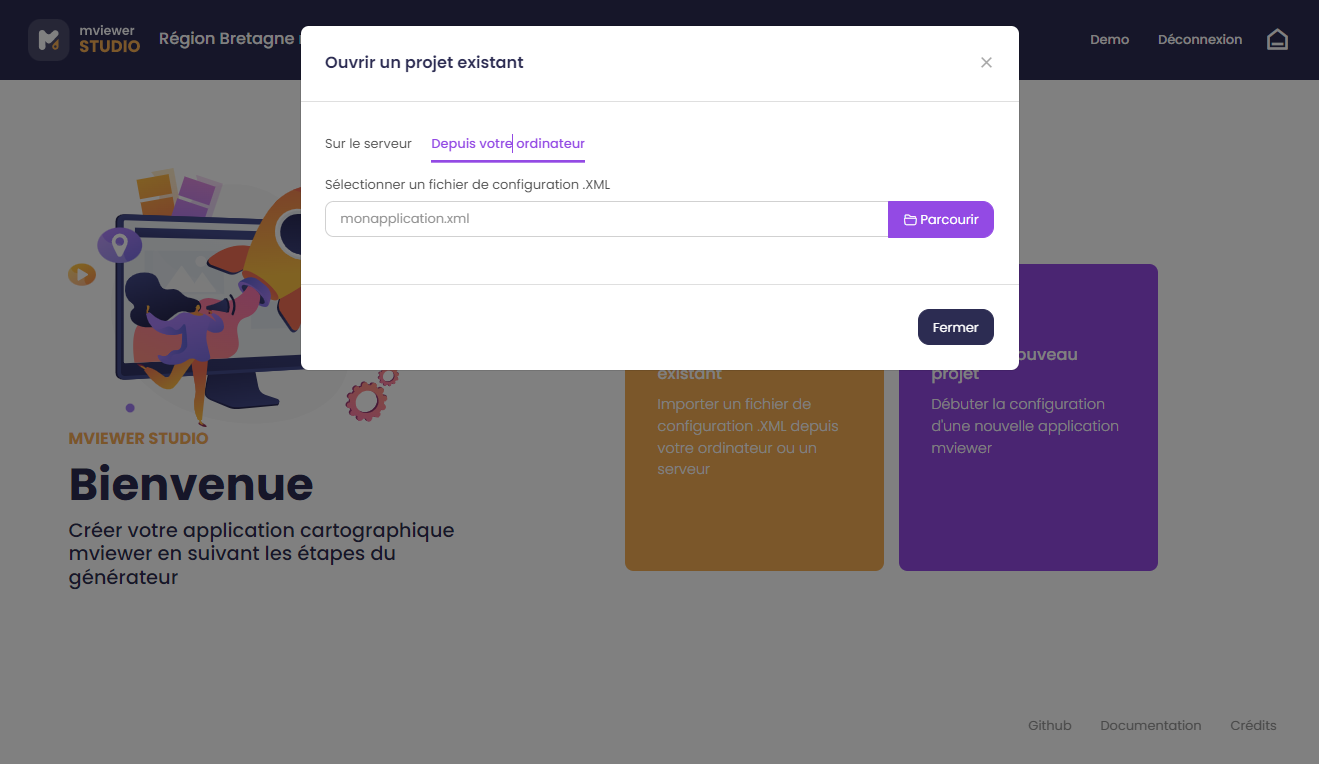 mviewer
STUDIO
Région Bretagne
Demo
Déconnexion
Ouvrir un projet existant
Sur le serveur
Depuis votre ordinateur
Sélectionner un fichier de configuration .XML
monapplication.xml
Parcourir
Fermer
MVIEWER STUDIO
Bienvenue
Créer votre application cartographique
mviewer en suivant les étapes du
générateur
existant
Importer un fichier de
configuration .XML depuis
votre ordinateur ou un
serveur
ouveau
projet
Débuter la configuration
d'une nouvelle application
mviewer
Github
Documentation
Crédits